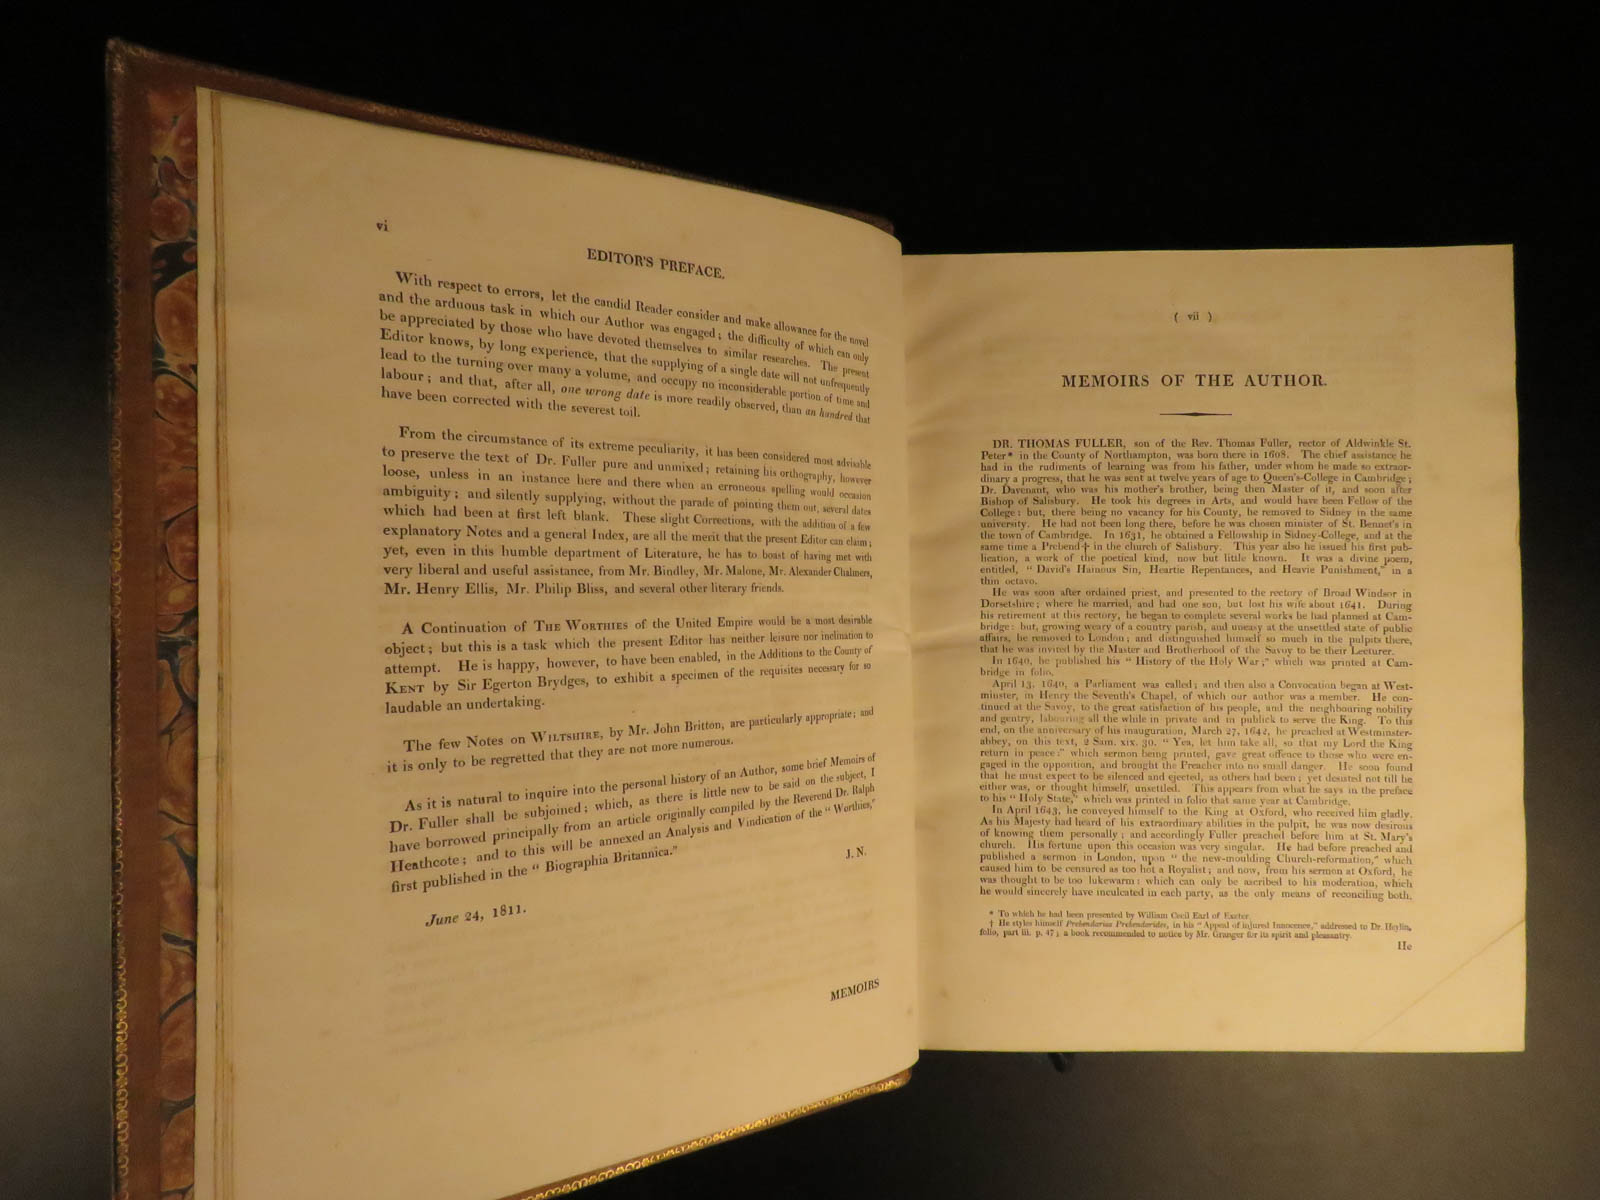 vi
EDITOR'S PREFACE.
With respect to errors, let the candid Reader consider and make allowance for the novel
and the arduous task in which our Author was engaged; the difficulty of which can only
be appreciated by those who have devoted themselves to similar researches. The present
Editor knows, by long experience, that the supplying of a single date will not unfrequently
lead to the turning over many a volume, and occupy no inconsiderable portion of time and
labour; and that, after all, one wrong date is more readily observed, than an hundred that
have been corrected with the severest toil.
From the circumstance of its extreme peculiarity, it has been considered most advisable
to preserve the text of Dr. Fuller pure and unmixed; retaining his orthography, however
loose, unless in an instance here and there when an erroneous spelling would occasion
ambiguity; and silently supplying, without the parade of pointing them out, several dates
which had been at first left blank. These slight Corrections, with the addition of a few
explanatory Notes and a general Index, are all the merit that the present Editor can claim;
yet, even in this humble department of Literature, he has to boast of having met with
very liberal and useful assistance, from Mr. Bindley, Mr. Malone, Mr. Alexander Chalmers,
Mr. Henry Ellis, Mr. Philip Bliss, and several other literary friends.
A Continuation of THE WORTHIES of the United Empire would be a most desirable
object; but this is a task which the present Editor has neither leisure nor inclination to
attempt. He is happy, however, to have been enabled, in the Additions to the County of
KENT by Sir Egerton Brydges, to exhibit a specimen of the requisites necessary for so
laudable an undertaking.
The few Notes on WILTSHIRE, by Mr. John Britton, are particularly appropriate; and
it is only to be regretted that they are not more numerous.
As it is natural to inquire into the personal history of an Author, some brief Memoirs of
Dr. Fuller shall be subjoined; which, as there is little new to be said on the subject, I
have borrowed principally from an article originally compiled by the Reverend Dr. Ralph
Heathcote; and to this will be annexed an Analysis and Vindication of the "Worthies,"
first published in the "Biographia Britannica."
J. N.
June 24, 1811.
MEMOIRS
( vii )
MEMOIRS OF THE AUTHOR.
DR. THOMAS FULLER, son of the Rev. Thomas Fuller, rector of Aldwinkle St.
Peter* in the County of Northampton, was born there in 1608. The chief assistance he
had in the rudiments of learning was from his father, under whom he made so extraor-
dinary a progress, that he was sent at twelve years of age to Queen's-College in Cambridge;
Dr. Davenant, who was his mother's brother, being then Master of it, and soon after
Bishop of Salisbury. He took his degrees in Arts, and would have been Fellow of the
College: but, there being no vacancy for his County, he removed to Sidney in the same
university. He had not been long there, before he was chosen minister of St. Bennet's in
the town of Cambridge. In 1631, he obtained a Fellowship in Sidney-College, and at the
same time a Prebend† in the church of Salisbury. This year also he issued his first pub-
lication, a work of the poetical kind, now but little known. It was a divine poem,
entitled, "David's Hainous Sin, Heartie Repentances, and Heavie Punishment," in a
thin octavo.
He was soon after ordained priest, and presented to the rectory of Broad Windsor in
Dorsetshire; where he married, and had one son, but lost his wife about 1641. During
his retirement at this rectory, he began to complete several works he had planned at Cam-
bridge: but, growing weary of a country parish, and uneasy at the unsettled state of public
affairs, he removed to London; and distinguished himself so much in the pulpits there,
that he was invited by the Master and Brotherhood of the Savoy to be their Lecturer.
In 1640, he published his "History of the Holy War;" which was printed at Cam-
bridge in folio.
April 13, 1640, a Parliament was called; and then also a Convocation began at West-
minster, in Henry the Seventh's Chapel, of which our author was a member. He con-
tinued at the Savoy, to the great satisfaction of his people, and the neighbouring nobility
and gentry, labouring all the while in private and in publick to serve the King. To this
end, on the anniversary of his inauguration, March 27, 1642, he preached at Westminster-
abbey, on this text, 2 Sam. xix. 30. "Yea, let him take all, so that my Lord the King
return in peace:" which sermon being printed, gave great offence to those who were en-
gaged in the opposition, and brought the Preacher into no small danger. He soon found
that he must expect to be silenced and ejected, as others had been; yet desisted not till he
either was, or thought himself, unsettled. This appears from what he says in the preface
to his "Holy State," which was printed in folio that same year at Cambridge.
In April 1643, he conveyed himself to the King at Oxford, who received him gladly.
As his Majesty had heard of his extraordinary abilities in the pulpit, he was now desirous
of knowing them personally; and accordingly Fuller preached before him at St. Mary's
church. His fortune upon this occasion was very singular. He had before preached and
published a sermon in London, upon "the new-moulding Church-reformation," which
caused him to be censured as too hot a Royalist; and now, from his sermon at Oxford, he
was thought to be too lukewarm: which can only be ascribed to his moderation, which
he would sincerely have inculcated in each party, as the only means of reconciling both.
* To which he had been presented by William Cecil Earl of Exeter.
† He styles himself Prebendarius Prebendarides, in his "Appeal of injured Innocence," addressed to Dr. Heylin,
folio, part iii. p. 47; a book recommended to notice by Mr. Granger for its spirit and pleasantry.
He